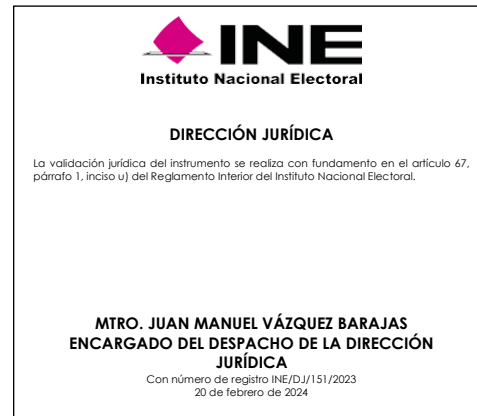 INE
Instituto Nacional Electoral
DIRECCIÓN JURÍDICA
La validación jurídica del instrumento se realiza con fundamento en el artículo 67,
párrafo 1, inciso u) del Reglamento Interior del Instituto Nacional Electoral.
MTRO. JUAN MANUEL VÁZQUEZ BARAJAS
ENCARGADO DEL DESPACHO DE LA DIRECCIÓN
JURÍDICA
Con número de registro INE/DJ/151/2023
20 de febrero de 2024